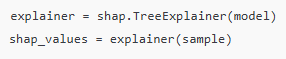 explainer = shap.TreeExplainer(model)
shap_values = explainer(sample)